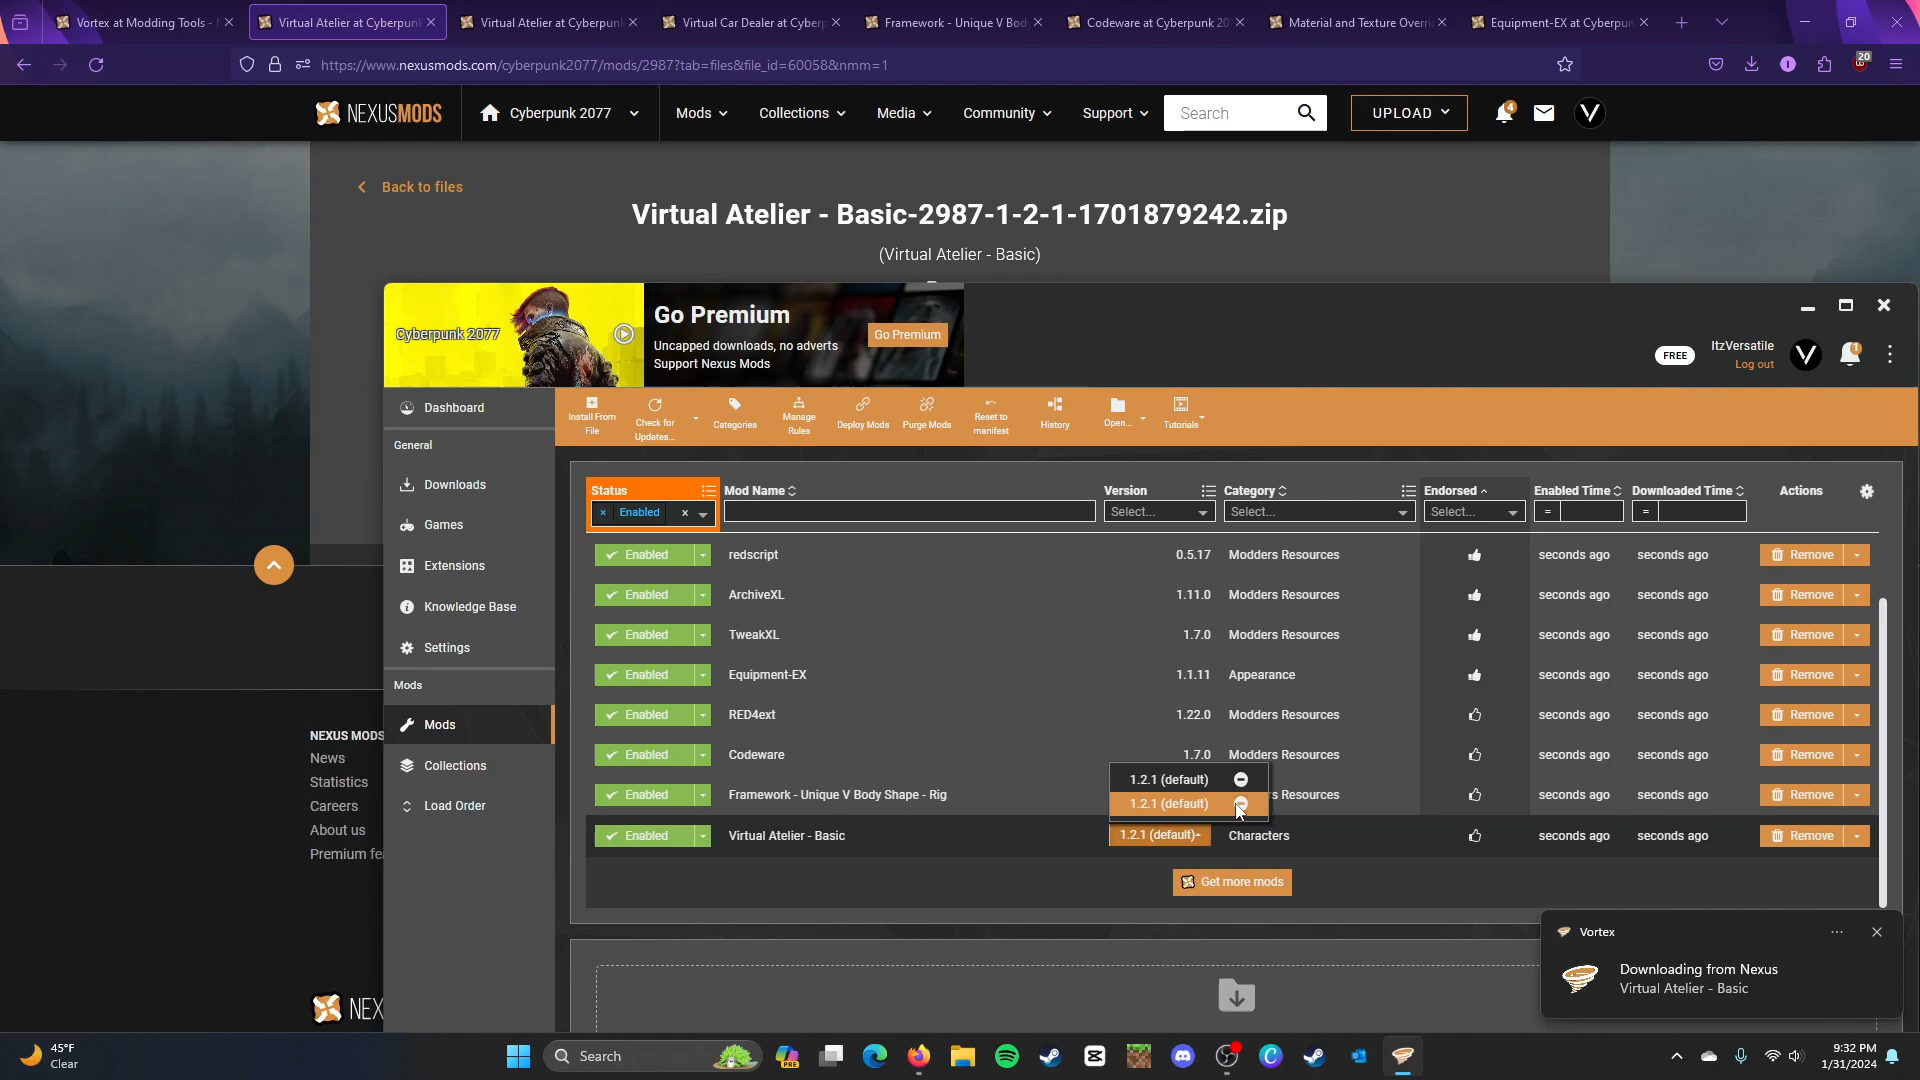 Vortex at Modding Tools -
Virtual Atelier at Cyberpunk
Virtual Atelier at Cyberpunk
Virtual Car Dealer at Cyberp
Framework - Unique V Body
Codeware at Cyberpunk 20
Material and Texture Overri
Equipment-EX at Cyberpun
https://www.nexusmods.com/cyberpunk2077/mods/2987?tab=files&file_id=60058&nmm=1
20
NEXUSMODS
Cyberpunk 2077
Mods
Collections
Media
Community
Support
Search
UPLOAD
4
Back to files
Virtual Atelier - Basic-2987-1-2-1-1701879242.zip
(Virtual Atelier - Basic)
Cyberpunk 2077
Go Premium
Uncapped downloads, no adverts
Support Nexus Mods
Go Premium
FREE
ItzVersatile
Log out
1
Dashboard
General
Downloads
Games
Extensions
Knowledge Base
Settings
Mods
Mods
Collections
Load Order
Install From
File
Check for
Updates...
Categories
Manage
Rules
Deploy Mods
Purge Mods
Reset to
manifest
History
Open...
Tutorials
Status
Mod Name
Version
Category
Endorsed
Enabled Time
Downloaded Time
Actions
× Enabled ×
Select...
Select...
Select...
=
=
Enabled redscript 0.5.17 Modders Resources seconds ago seconds ago Remove
Enabled ArchiveXL 1.11.0 Modders Resources seconds ago seconds ago Remove
Enabled TweakXL 1.7.0 Modders Resources seconds ago seconds ago Remove
Enabled Equipment-EX 1.1.11 Appearance seconds ago seconds ago Remove
Enabled RED4ext 1.22.0 Modders Resources seconds ago seconds ago Remove
Enabled Codeware 1.7.0 Modders Resources seconds ago seconds ago Remove
1.2.1 (default)
Enabled Framework - Unique V Body Shape - Rig s Resources seconds ago seconds ago Remove
1.2.1 (default)
Enabled Virtual Atelier - Basic 1.2.1 (default) Characters seconds ago seconds ago Remove
Get more mods
NEXUS MODS
News
Statistics
Careers
About us
Premium fe
NEX
Vortex
Downloading from Nexus
Virtual Atelier - Basic
45°F
Clear
Search
PRE
9:32 PM
1/31/2024